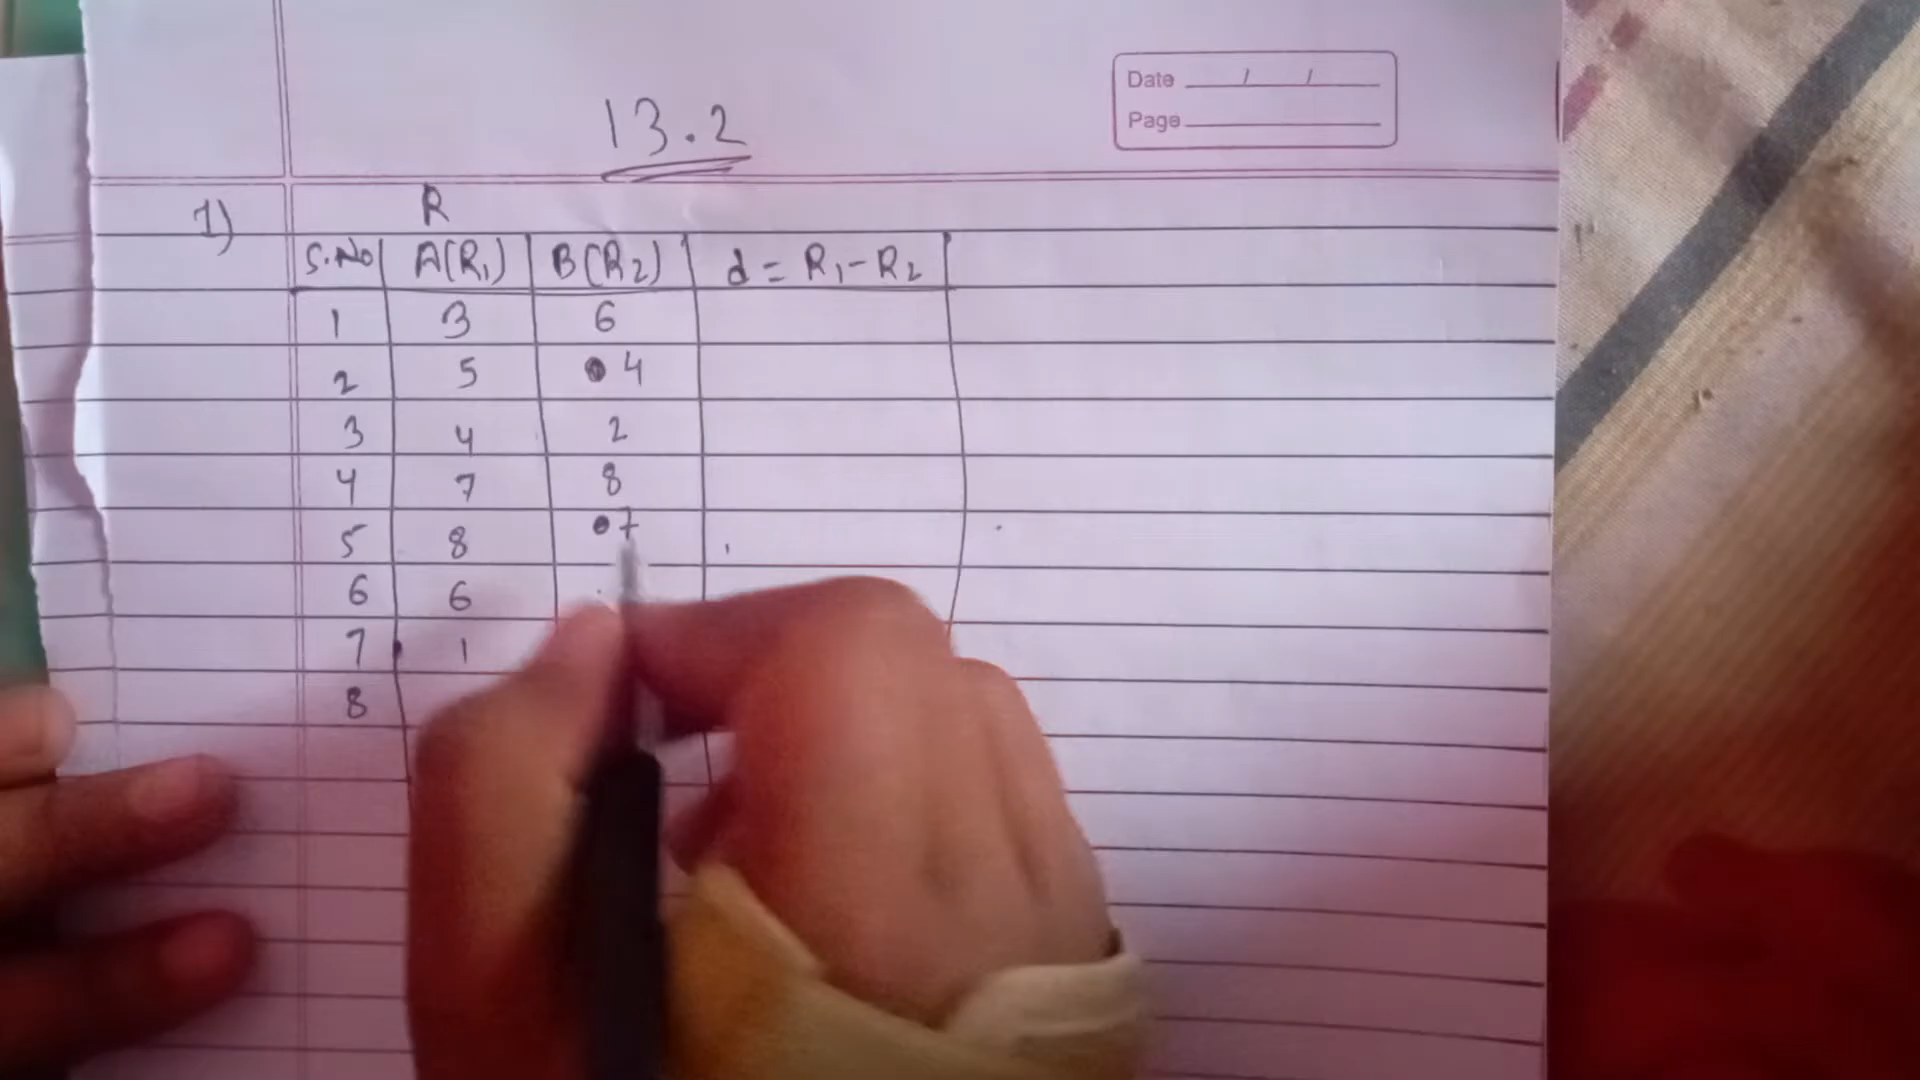 Date / /
Page
13.2
1) R
S.No A(R₁) B(R₂) d = R₁-R₂
1 3 6
2 5 4
3 4 2
4 7 8
5 8 7
6 6
7 1
8